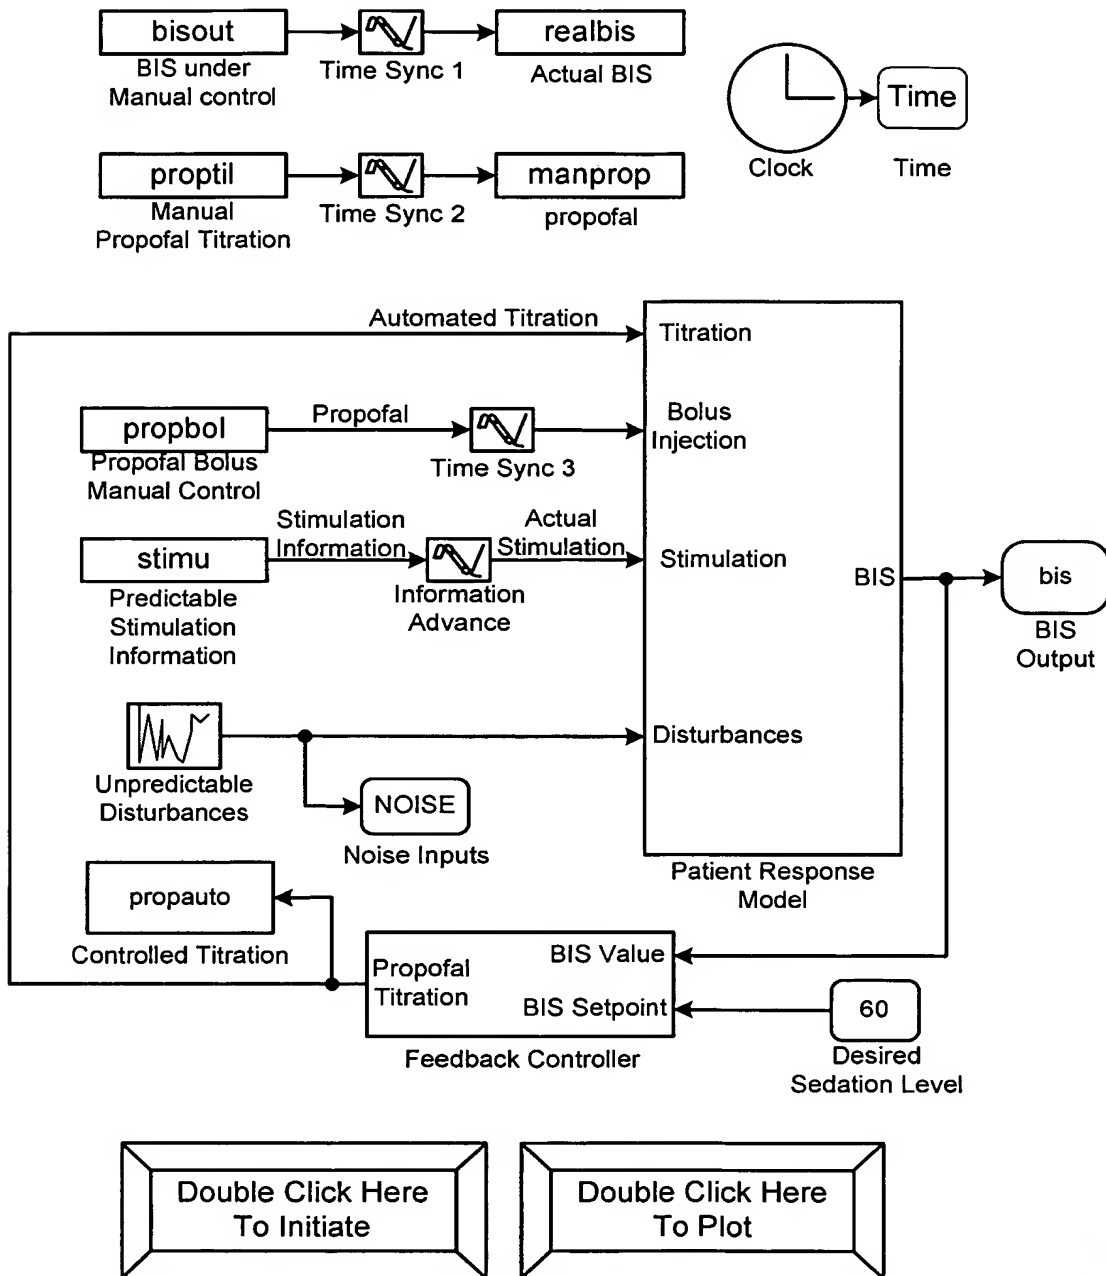 bisout
BIS under
Manual control
Time Sync 1
realbis
Actual BIS
Clock
Time
Time
proptil
Manual
Propofal Titration
Time Sync 2
manprop
propofal
Automated Titration
Titration
propbol
Propofal Bolus
Manual Control
Propofal
Time Sync 3
Bolus
Injection
stimu
Predictable
Stimulation
Information
Stimulation
Information
Information
Advance
Actual
Stimulation
Stimulation
BIS
bis
BIS
Output
Unpredictable
Disturbances
NOISE
Noise Inputs
Disturbances
Patient Response
Model
propauto
Controlled Titration
Propofal
Titration
BIS Value
BIS Setpoint
Feedback Controller
60
Desired
Sedation Level
Double Click Here
To Initiate
Double Click Here
To Plot